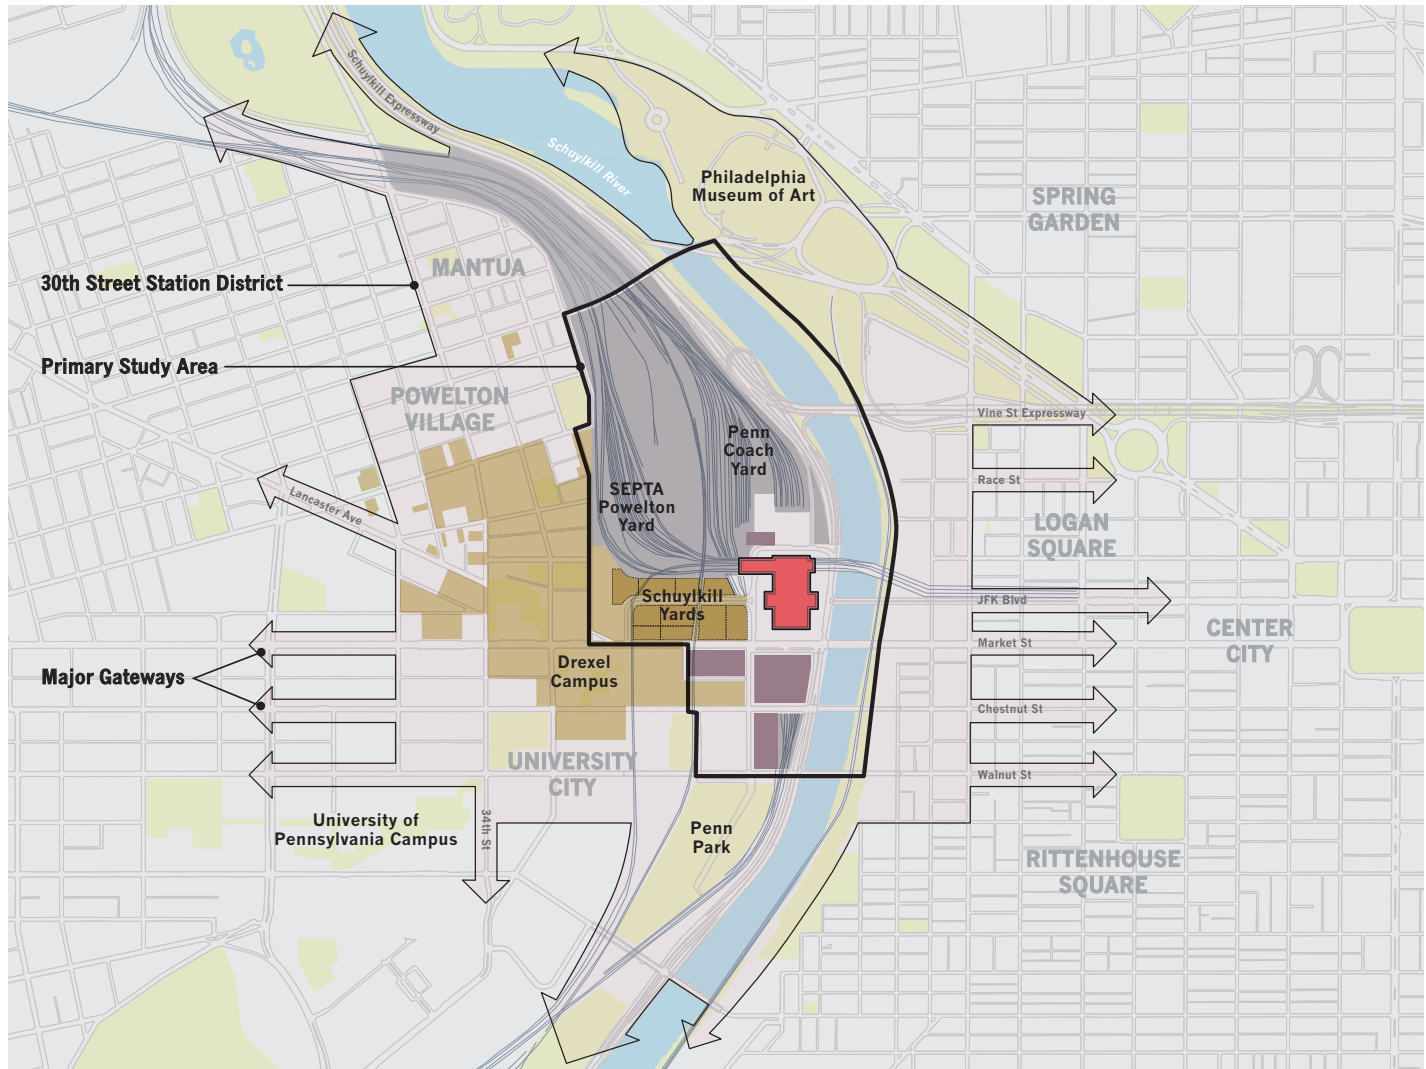 Schuylkill Expressway
Schuylkill River
Philadelphia
Museum of Art
SPRING
GARDEN
MANTUA
30th Street Station District
Primary Study Area
POWELTON
VILLAGE
Vine St Expressway
Penn
Coach
Yard
Race St
SEPTA
Powelton
Yard
Lancaster Ave
LOGAN
SQUARE
Schuylkill
Yards
JFK Blvd
CENTER
CITY
Market St
Drexel
Campus
Major Gateways
Chestnut St
UNIVERSITY
CITY
Walnut St
University of
Pennsylvania Campus
34th St
Penn
Park
RITTENHOUSE
SQUARE